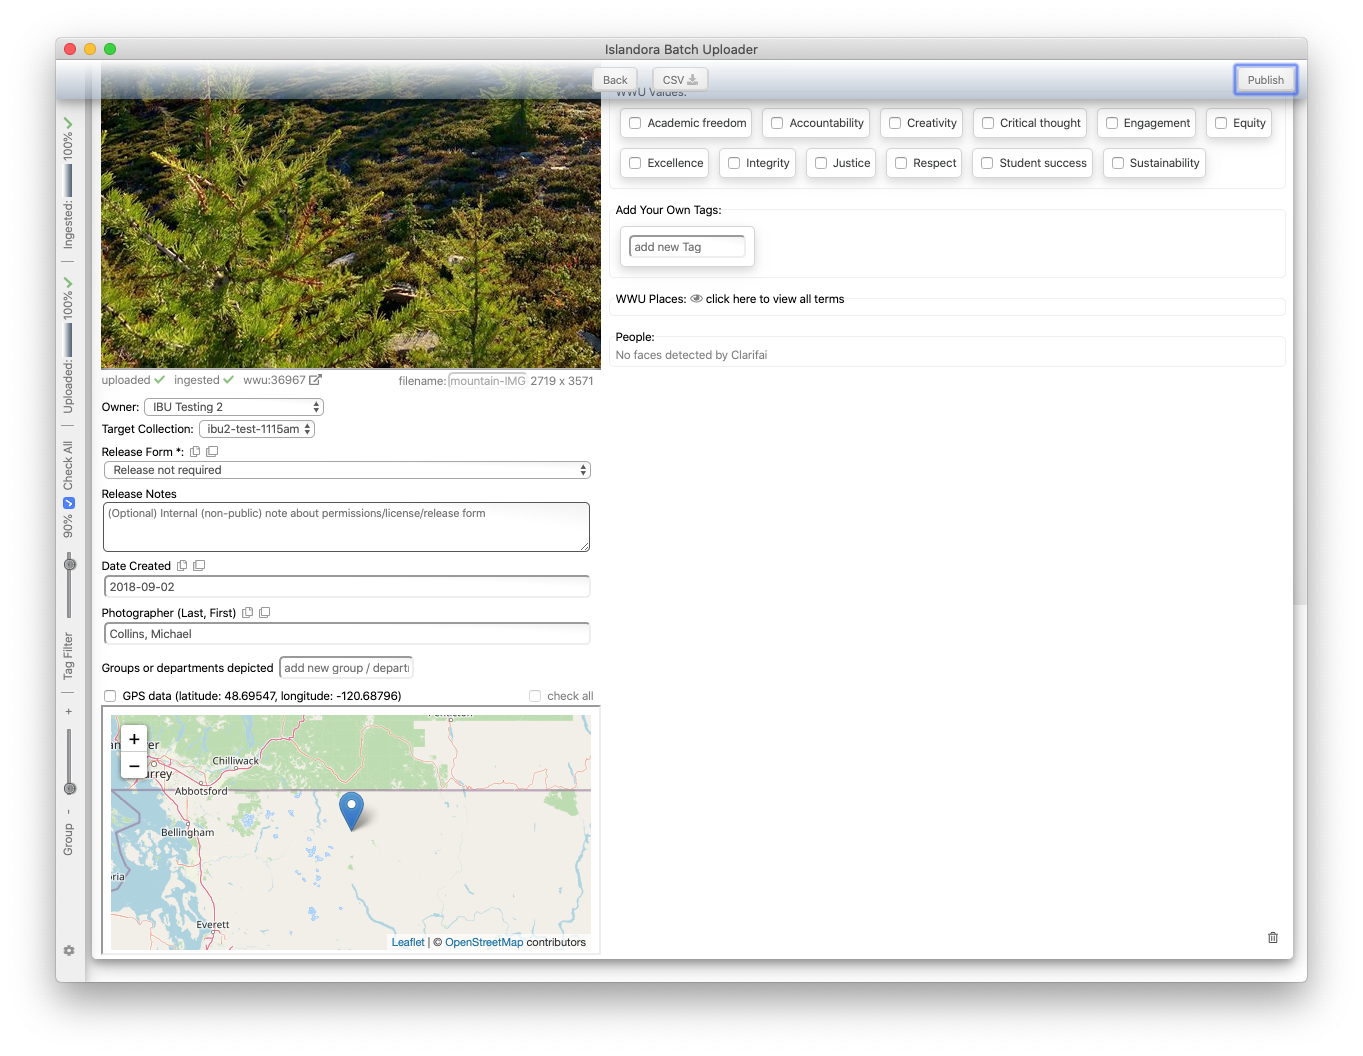 Islandora Batch Uploader
Back
CSV
Publish
WWU Values:
Academic freedom
Accountability
Creativity
Critical thought
Engagement
Equity
Excellence
Integrity
Justice
Respect
Student success
Sustainability
Add Your Own Tags:
add new Tag
WWU Places: click here to view all terms
People:
No faces detected by Clarifai
Ingested: 100%
Uploaded: 100%
90% Check All
Tag Filter
Group - +
uploaded ingested wwu:36967 filename: mountain-IMG 2719 x 3571
Owner: IBU Testing 2
Target Collection: ibu2-test-1115am
Release Form *:
Release not required
Release Notes
(Optional) Internal (non-public) note about permissions/license/release form
Date Created
2018-09-02
Photographer (Last, First)
Collins, Michael
Groups or departments depicted add new group / departı
GPS data (latitude: 48.69547, longitude: -120.68796) check all
+
−
Chilliwack
Abbotsford
Bellingham
Everett
Leaflet | © OpenStreetMap contributors